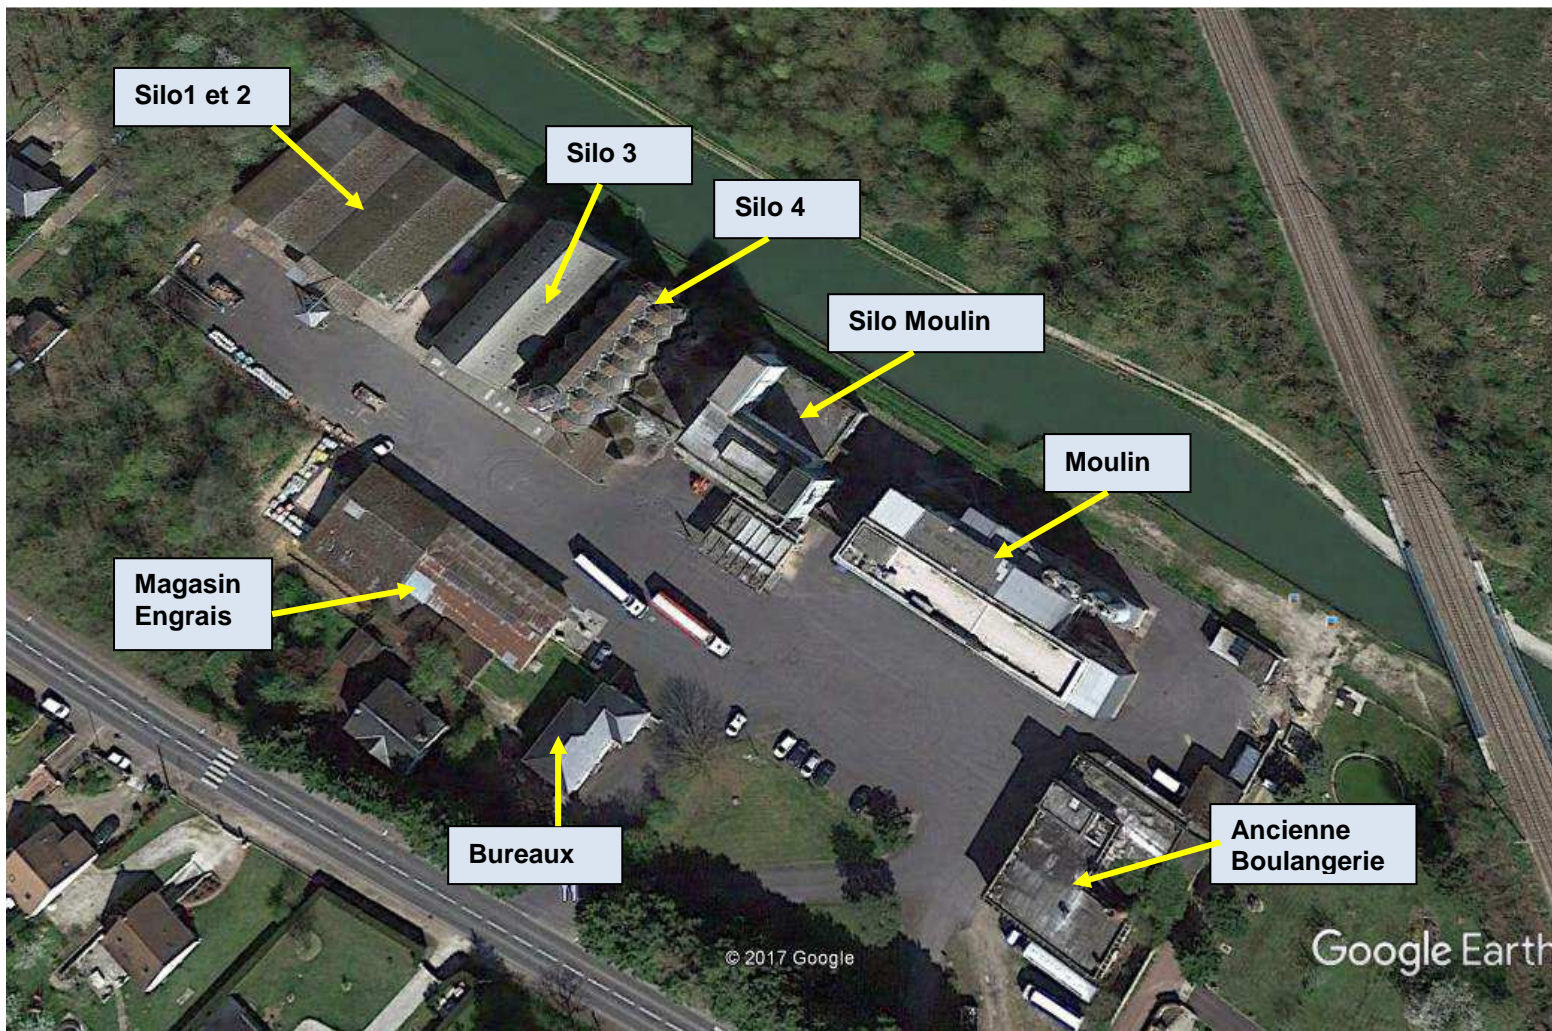 Silo1 et 2
Silo 3
Silo 4
Silo Moulin
Moulin
Magasin
Engrais
Bureaux
Ancienne
Boulangerie
© 2017 Google
Google Earth